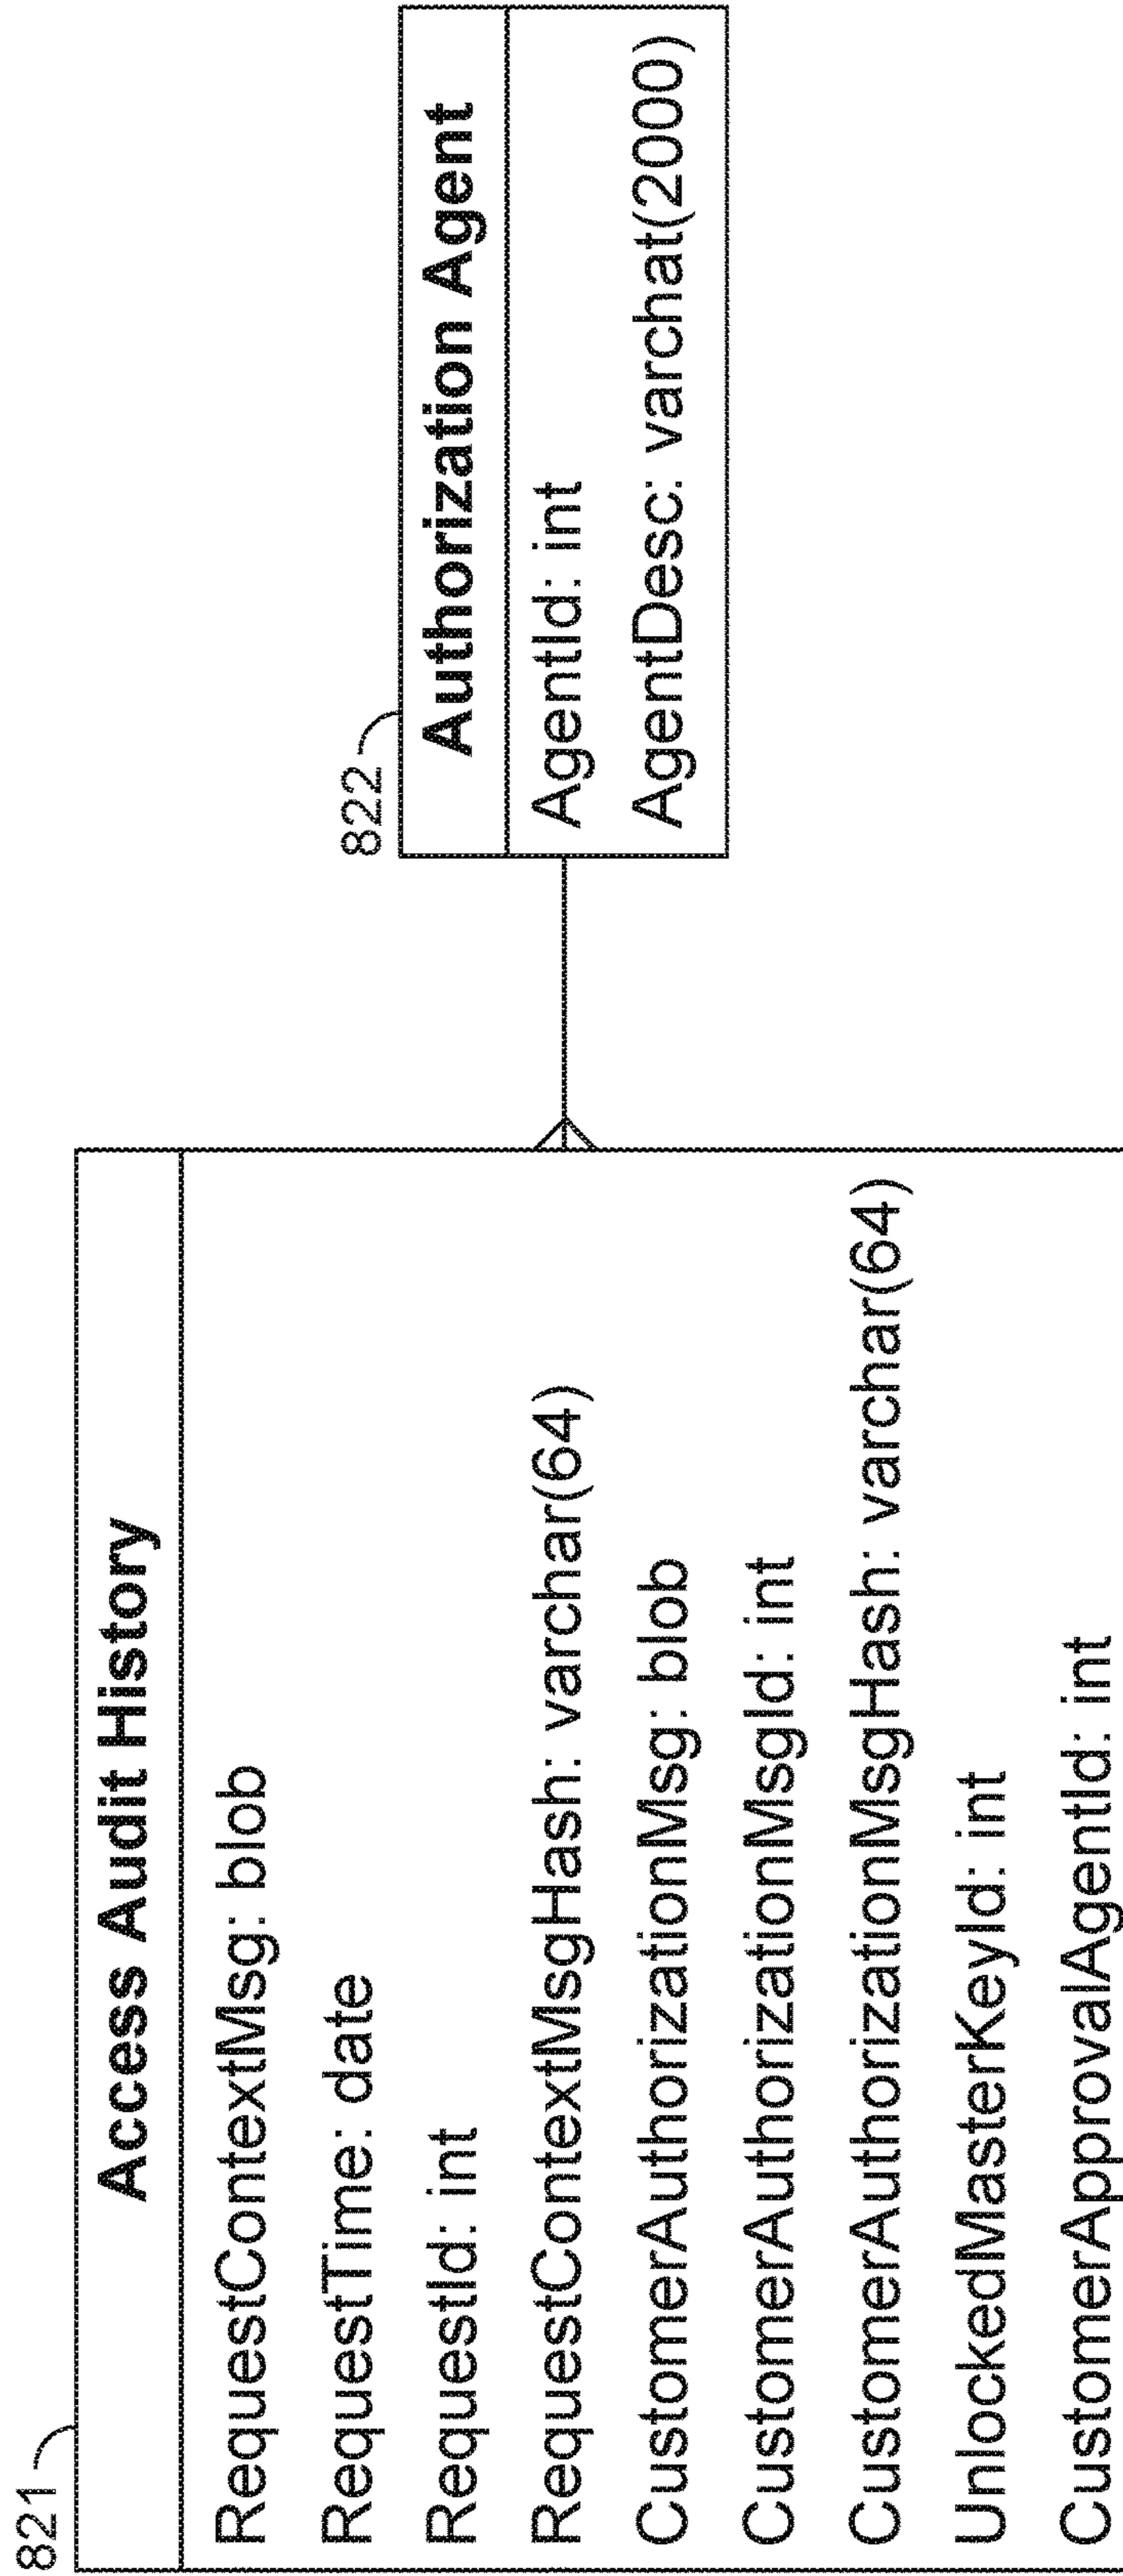 821
Access Audit History
RequestContextMsg: blob
RequestTime: date
RequestId: int
RequestContextMsgHash: varchar(64)
CustomerAuthorizationMsg: blob
CustomerAuthorizationMsgId: int
CustomerAuthorizationMsgHash: varchar(64)
UnlockedMasterKeyId: int
CustomerApprovalAgentId: int
822
Authorization Agent
AgentId: int
AgentDesc: varchat(2000)